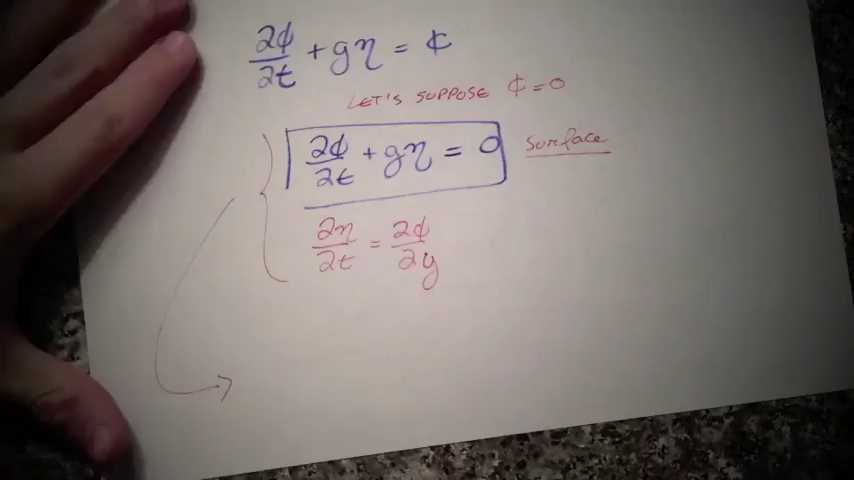 ∂ϕ/∂t + gη = ¢
LET'S SUPPOSE ¢ = 0
∂ϕ/∂t + gη = 0 Surface
∂η/∂t = ∂ϕ/∂y